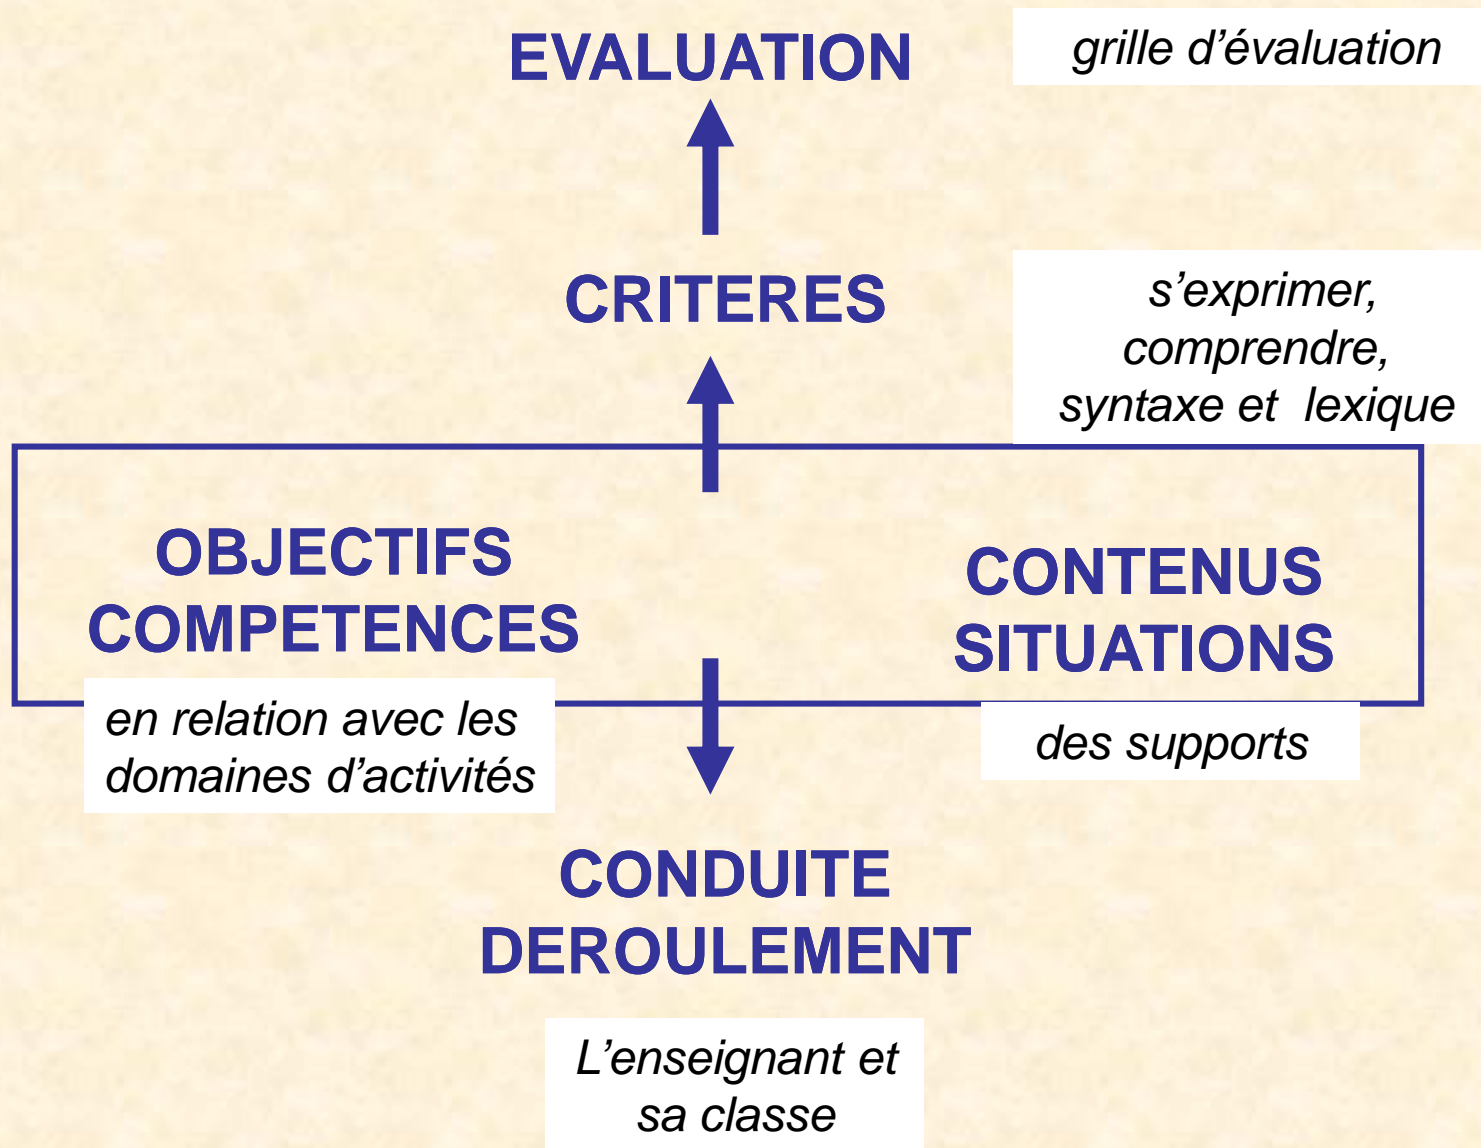 EVALUATION
grille d’évaluation
CRITERES
s’exprimer,
comprendre,
syntaxe et  lexique
OBJECTIFS
COMPETENCES
en relation avec les
domaines d’activités
CONTENUS
SITUATIONS
des supports
CONDUITE
DEROULEMENT
L’enseignant et
sa classe